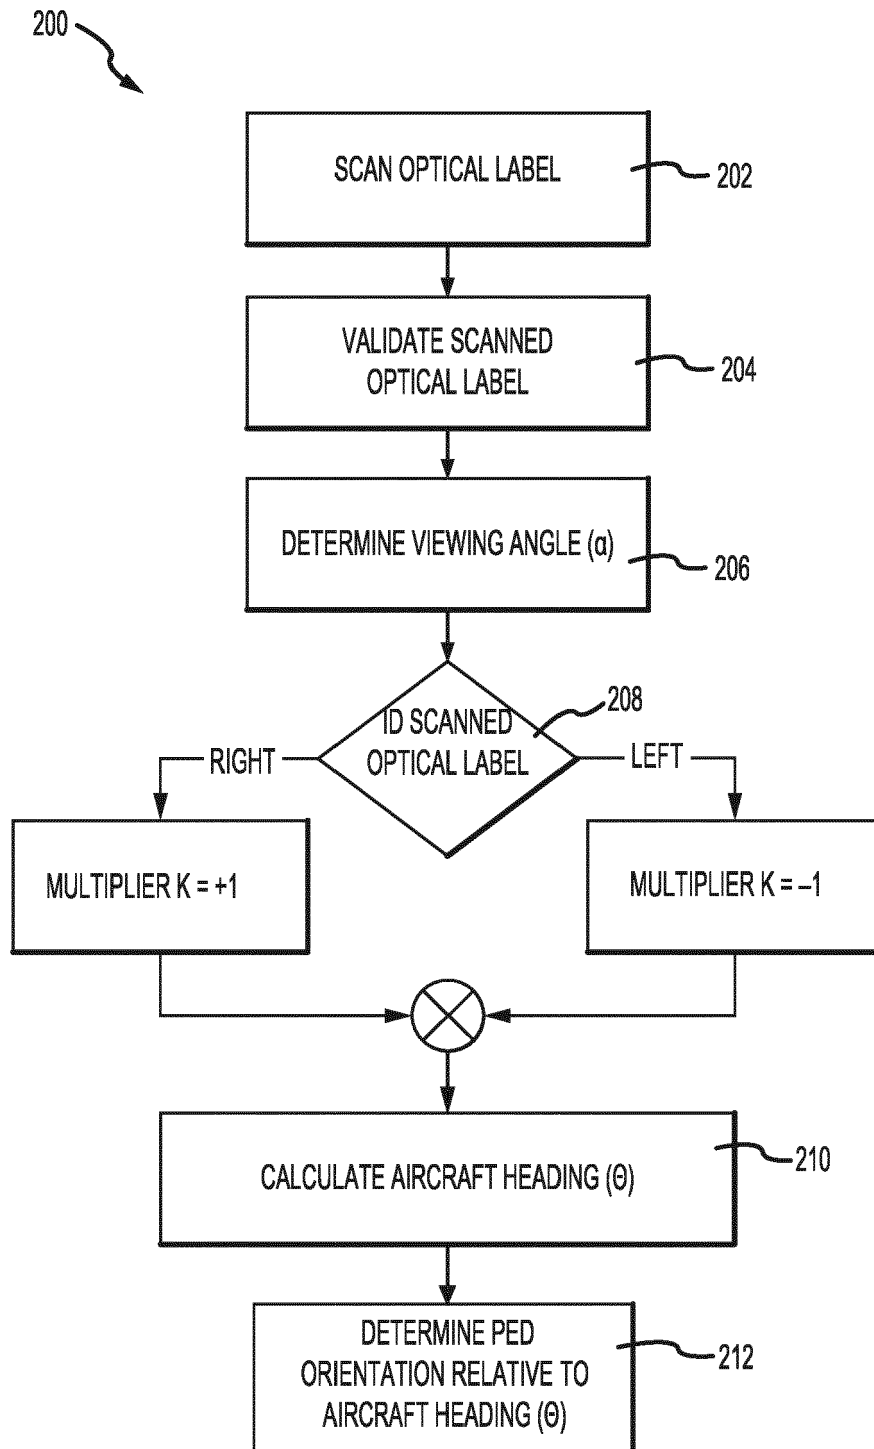 200
SCAN OPTICAL LABEL
202
VALIDATE SCANNED
OPTICAL LABEL
204
DETERMINE VIEWING ANGLE (α)
206
208
ID SCANNED
OPTICAL LABEL
RIGHT
LEFT
MULTIPLIER K = +1
MULTIPLIER K = –1
CALCULATE AIRCRAFT HEADING (Θ)
210
DETERMINE PED
ORIENTATION RELATIVE TO
AIRCRAFT HEADING (Θ)
212